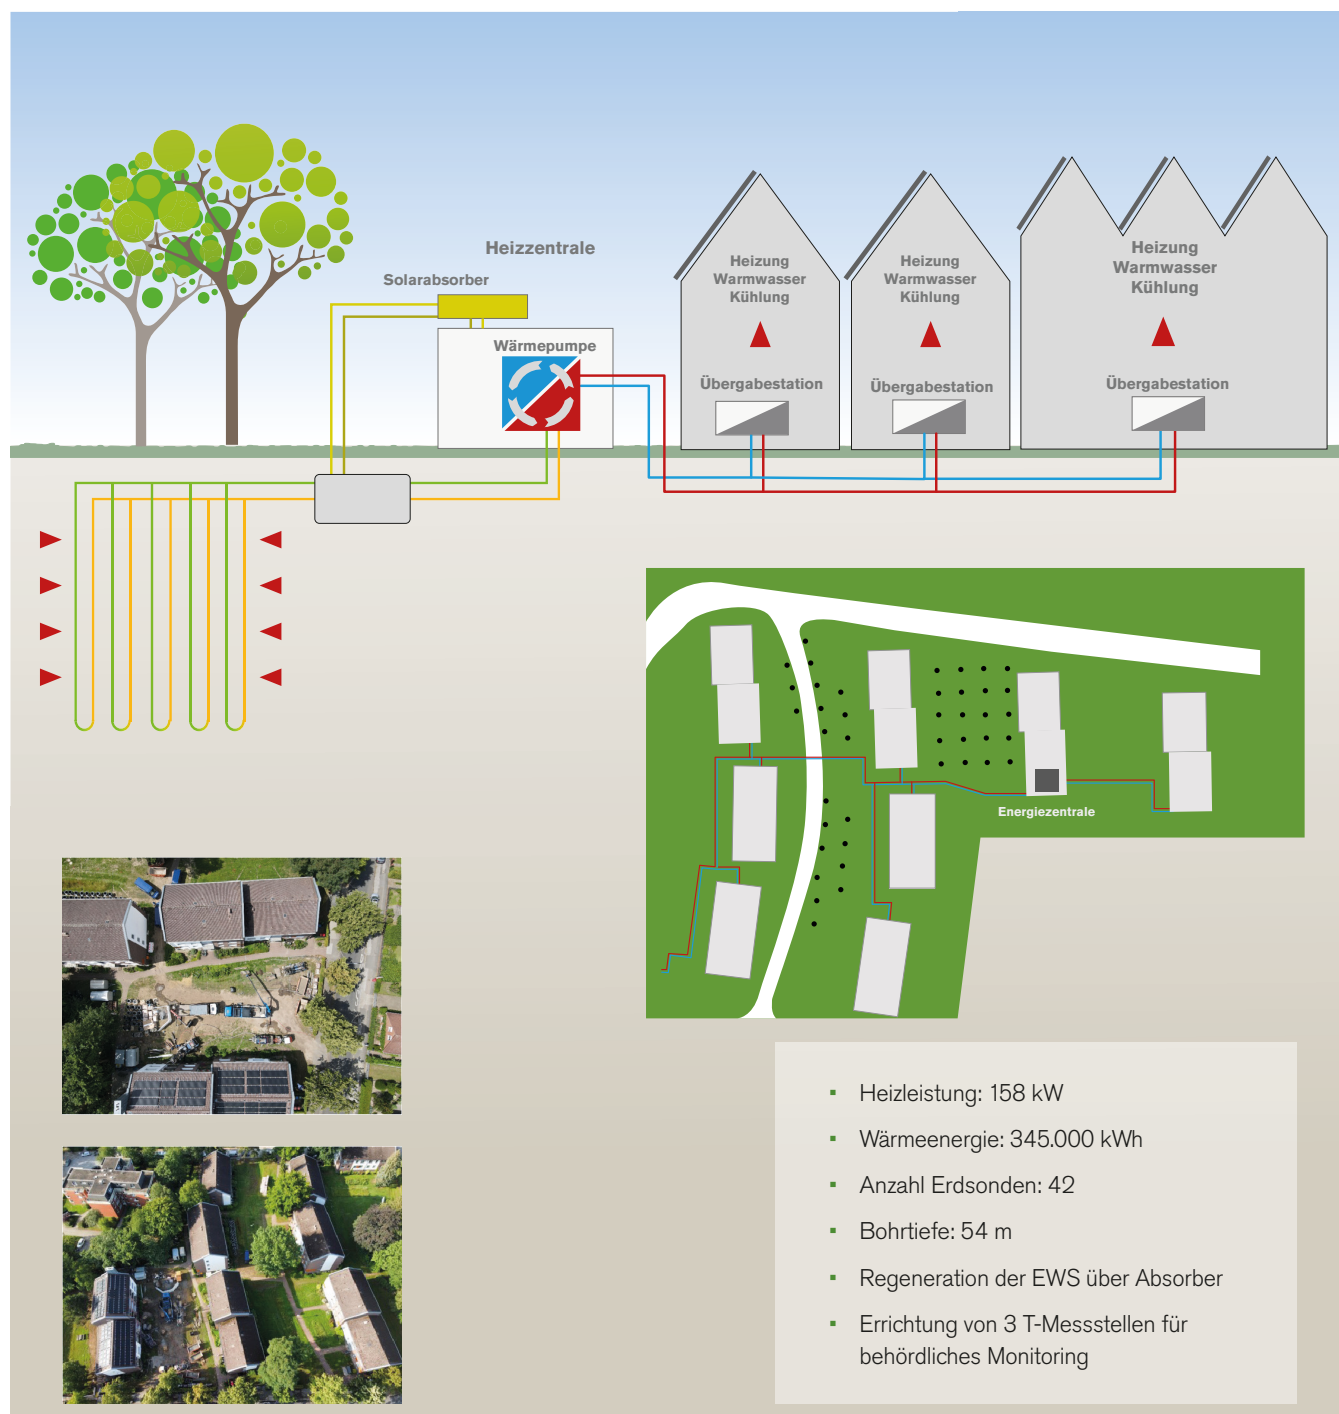 Heizzentrale
Solarabsorber
Wärmepumpe
Heizung
Warmwasser
Kühlung
Übergabestation
Heizung
Warmwasser
Kühlung
Übergabestation
Heizung
Warmwasser
Kühlung
Übergabestation
Energiezentrale
▪ Heizleistung: 158 kW
▪ Wärmeenergie: 345.000 kWh
▪ Anzahl Erdsonden: 42
▪ Bohrtiefe: 54 m
▪ Regeneration der EWS über Absorber
▪ Errichtung von 3 T-Messstellen für
behördliches Monitoring